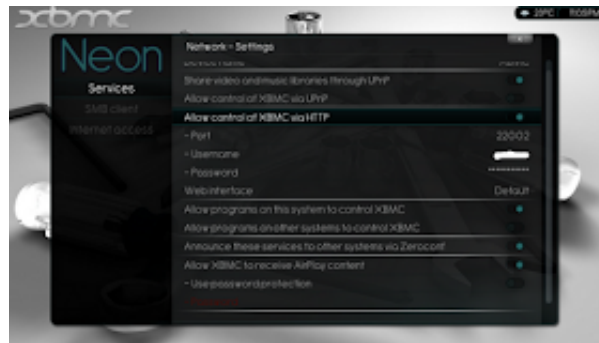 xbmc
Neon
Services
SMB client
Internet access
Network - Settings
Share video and music libraries through UPnP
Allow control of XBMC via UPnP
Allow control of XBMC via HTTP
- Port 22002
- Username
- Password
Web interface Default
Allow programs on this system to control XBMC
Allow programs on other systems to control XBMC
Announce these services to other systems via Zeroconf
Allow XBMC to receive AirPlay content
- Use password protection